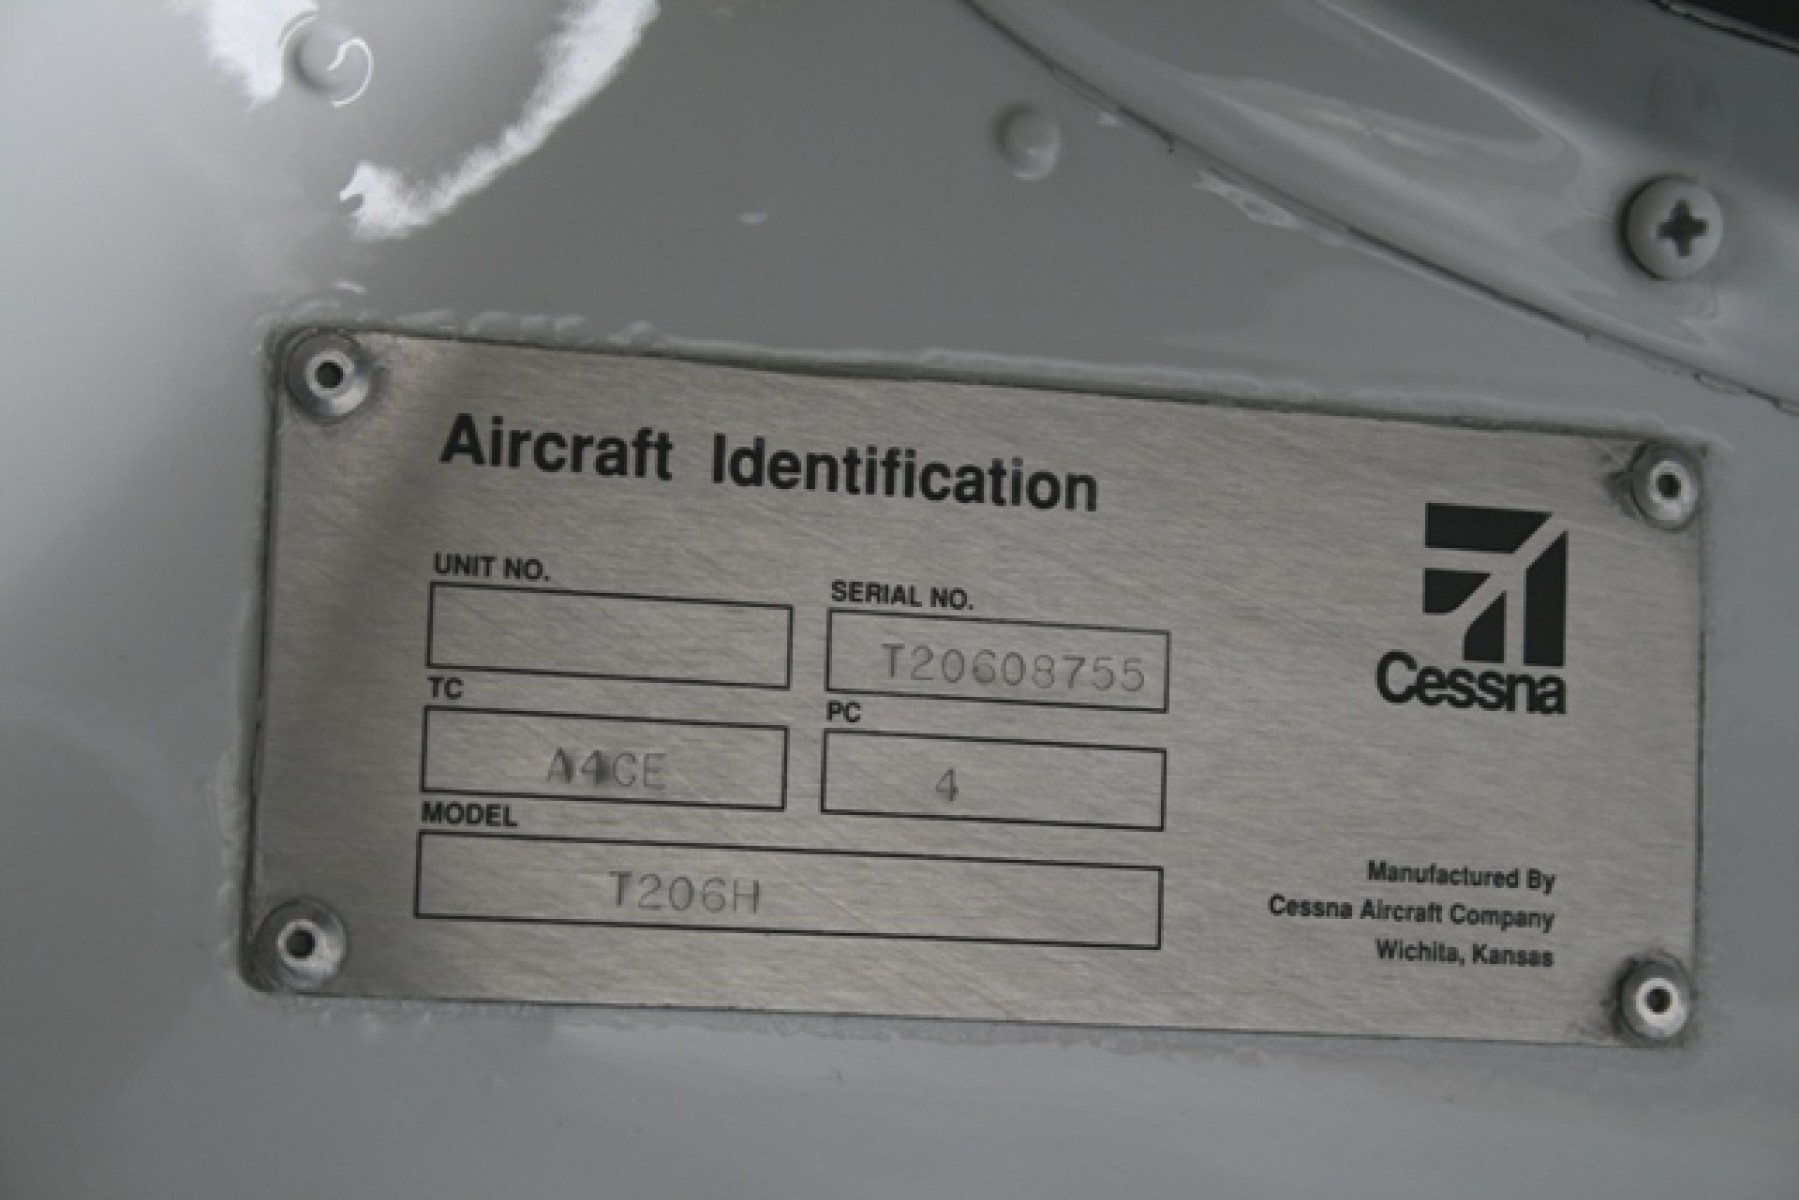 Aircraft Identification
UNIT NO.
SERIAL NO.
T20608755
TC
A4CE
PC
4
MODEL
T206H
Cessna
Manufactured By
Cessna Aircraft Company
Wichita, Kansas